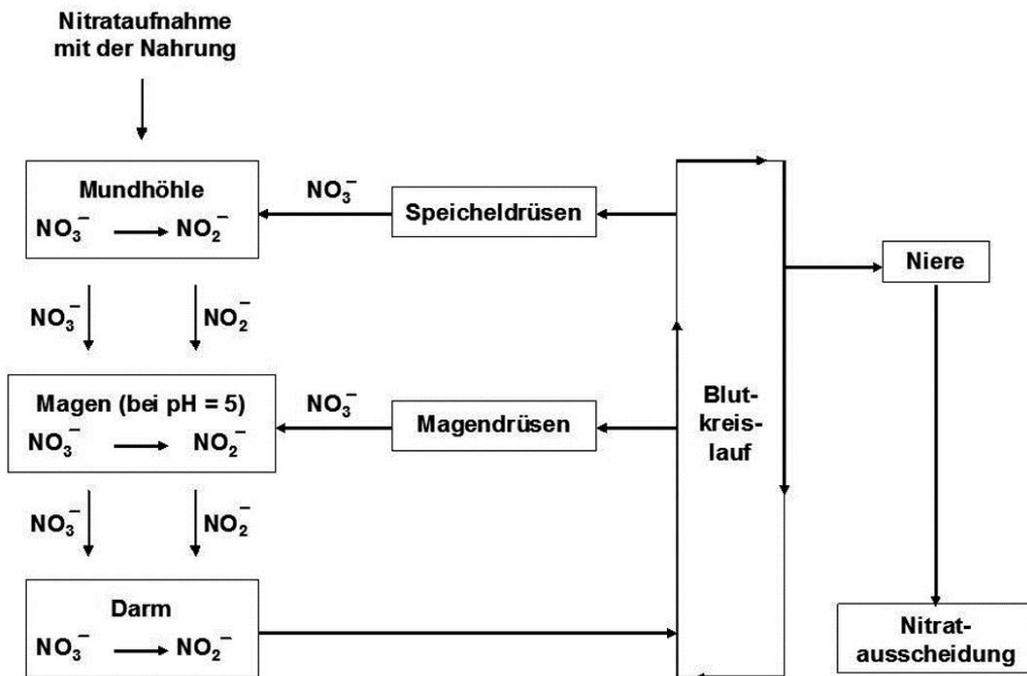 Nitrataufnahme
mit der Nahrung
Mundhöhle
NO₃⁻ NO₂⁻
NO₃⁻
Speicheldrüsen
Niere
NO₃⁻ NO₂⁻
Magen (bei pH = 5)
NO₃⁻ NO₂⁻
NO₃⁻
Magendrüsen
Blut-
kreis-
lauf
NO₃⁻ NO₂⁻
Darm
NO₃⁻ NO₂⁻
Nitrat-
ausscheidung